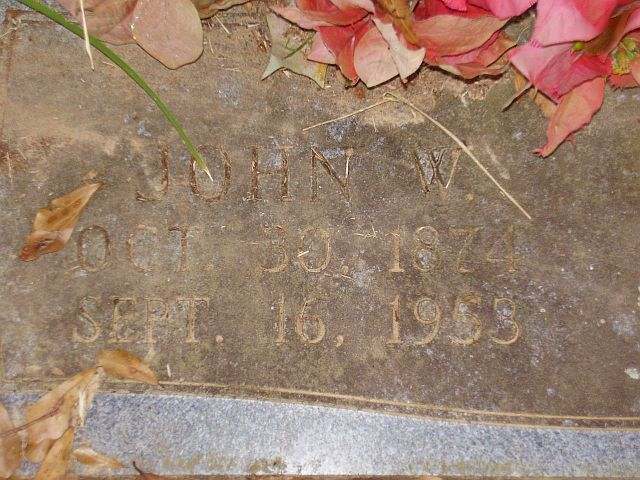 JOHN W
OCT. 30, 1874
SEPT. 16, 1953